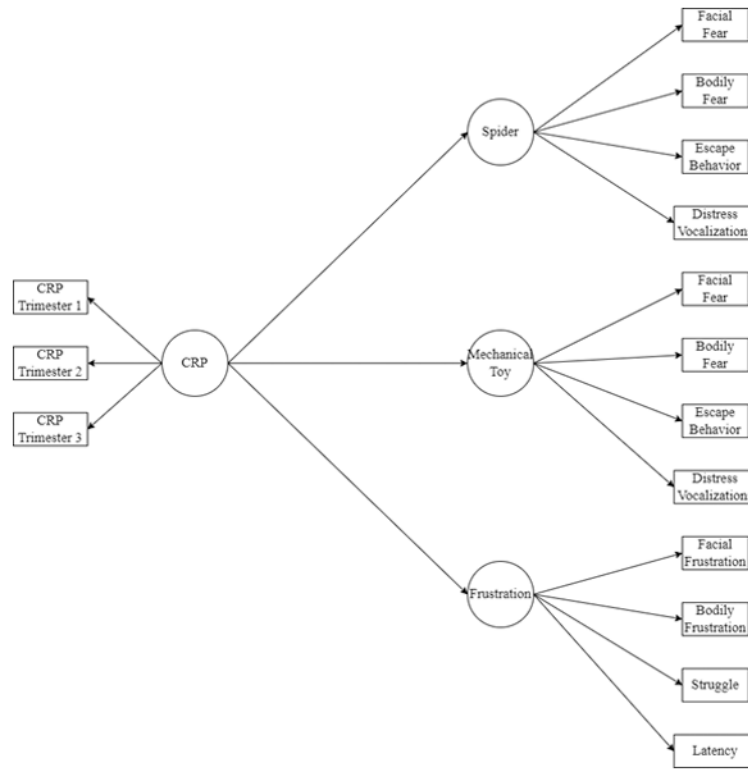 Facial
Fear
Bodily
Fear
Spider
Escape
Behavior
Distress
Vocalization
CRP
Trimester 1
CRP
Trimester 2
CRP
Trimester 3
CRP
Mechanical
Toy
Facial
Fear
Bodily
Fear
Escape
Behavior
Distress
Vocalization
Frustration
Facial
Frustration
Bodily
Frustration
Struggle
Latency